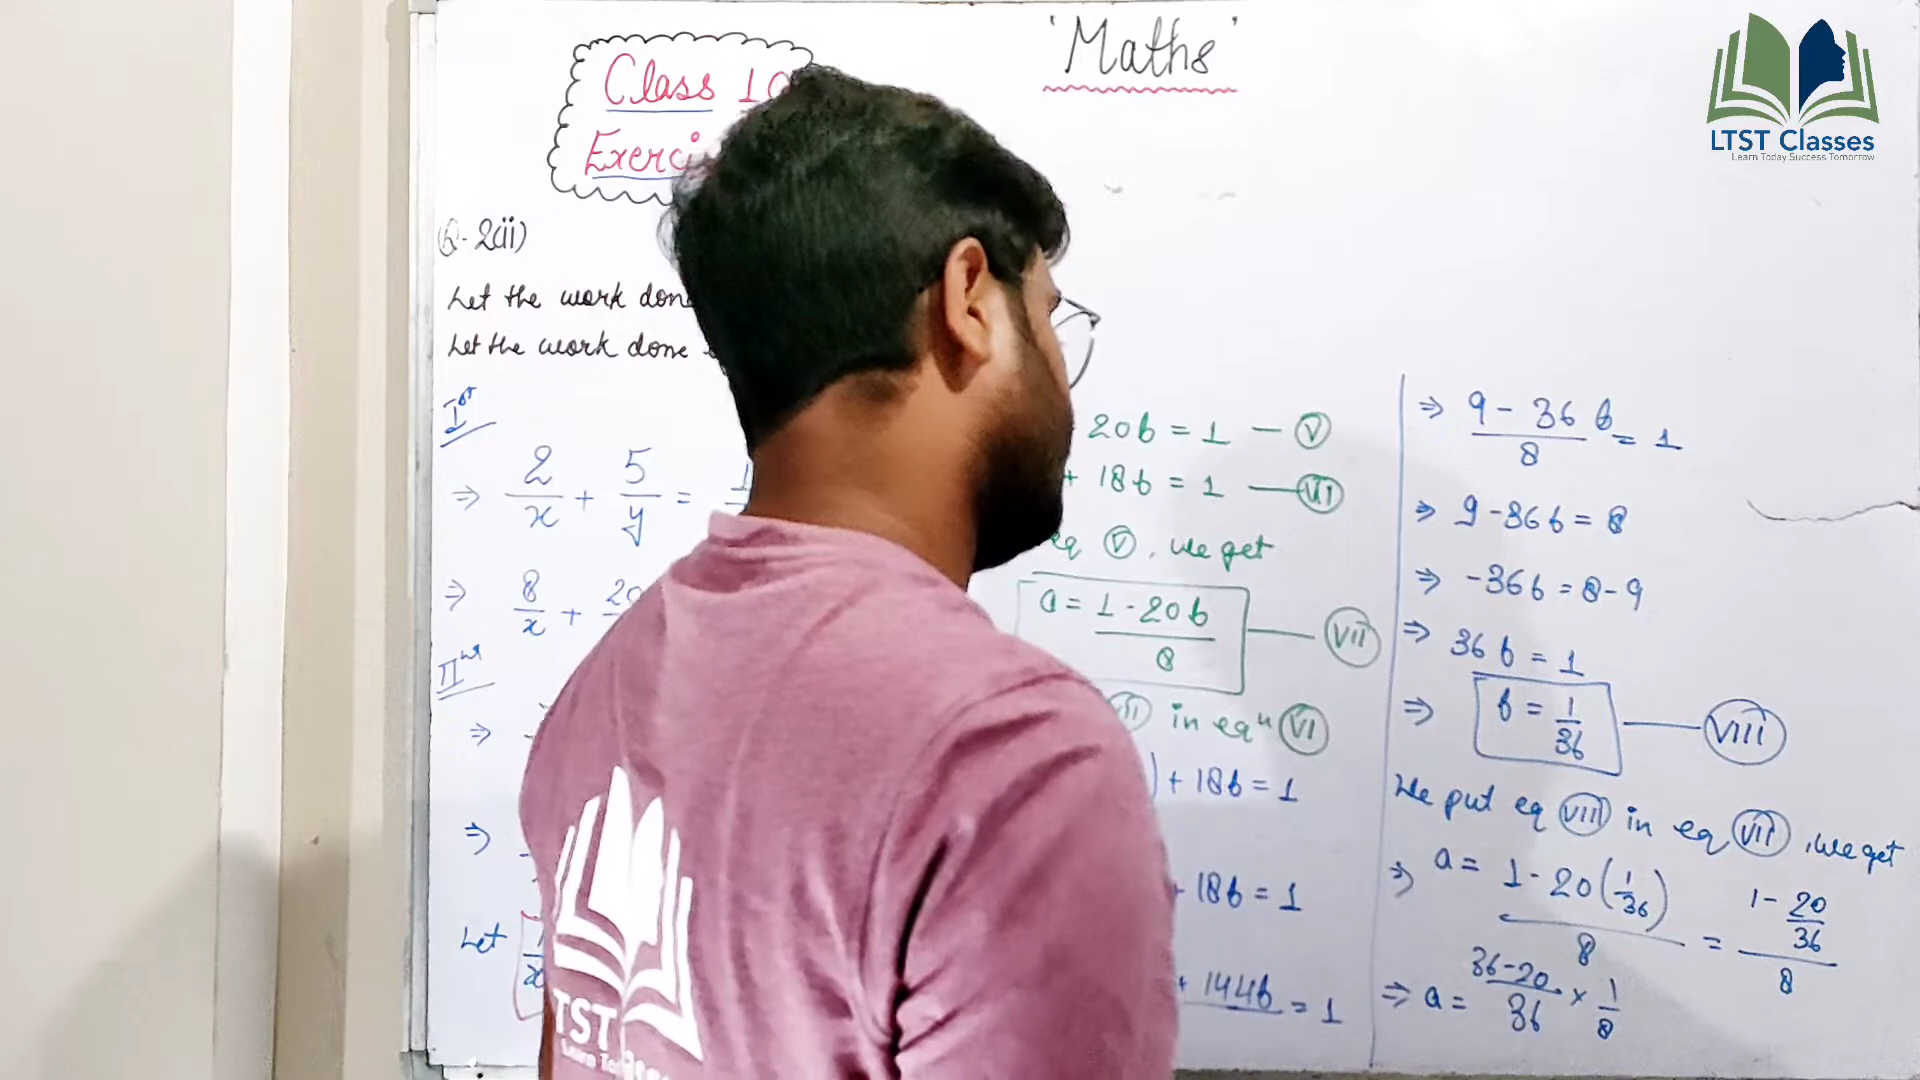 'Maths'
LTST Classes
Learn Today Success Tomorrow
Class 10
Q-2(ii)
Let the work done
Let the work done
Ist
⇒ 2/x + 5/y =
⇒ 8/x + 20
IInd
⇒
⇒
Let
20b = 1 — (V)
+ 18b = 1 — (VI)
eq (V), we get
a = (1 - 20b)/8 — (VII)
in eqn (VI)
) + 18b = 1
+ 18b = 1
+ 144b = 1
⇒ (9 - 36b)/8 = 1
⇒ 9 - 36b = 8
⇒ -36b = 8 - 9
⇒ 36b = 1
⇒ b = 1/36 — (VIII)
We put eq (VIII) in eq (VII), we get
⇒ a = (1 - 20(1/36))/8 = (1 - 20/36)/8
⇒ a = (36-20)/36 × 1/8
TST